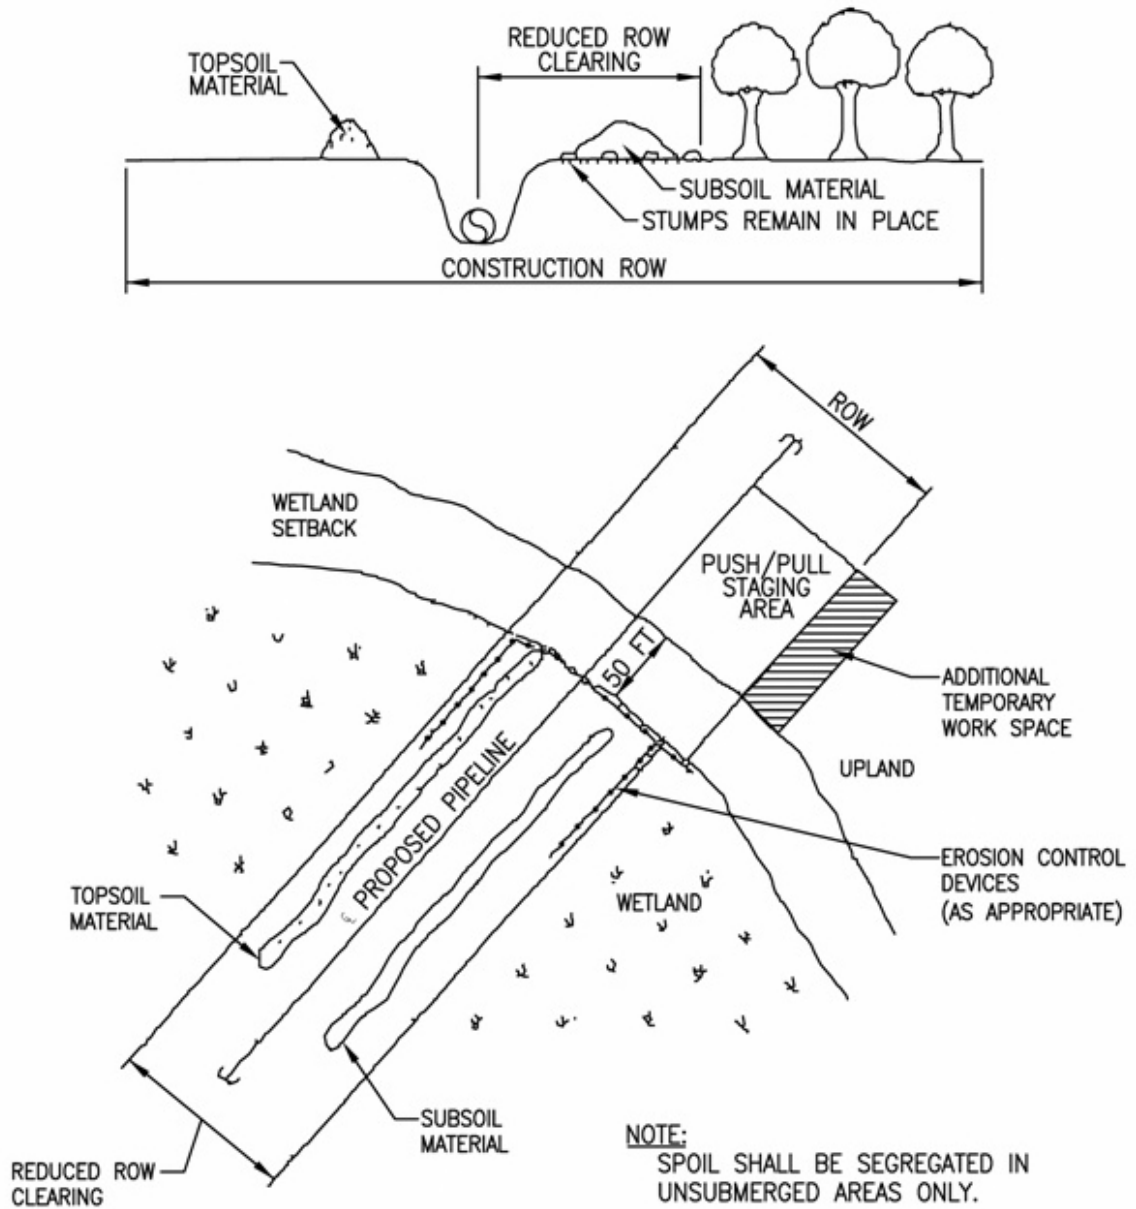 TOPSOIL
MATERIAL
REDUCED ROW
CLEARING
SUBSOIL MATERIAL
STUMPS REMAIN IN PLACE
CONSTRUCTION ROW
ROW
WETLAND
SETBACK
PUSH/PULL
STAGING
AREA
50 FT
ADDITIONAL
TEMPORARY
WORK SPACE
UPLAND
℄ PROPOSED PIPELINE
EROSION CONTROL
DEVICES
(AS APPROPRIATE)
WETLAND
TOPSOIL
MATERIAL
SUBSOIL
MATERIAL
REDUCED ROW
CLEARING
NOTE:
SPOIL SHALL BE SEGREGATED IN
UNSUBMERGED AREAS ONLY.